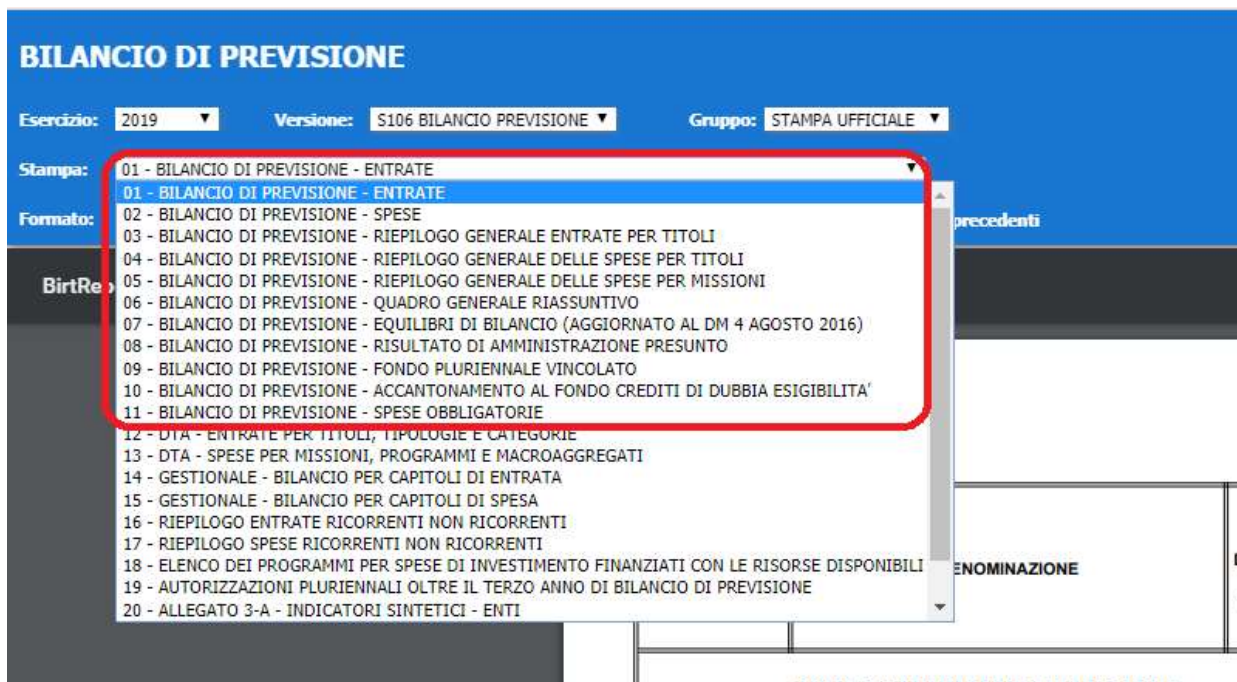 BILANCIO DI PREVISIONE
Esercizio: 2019 Versione: S106 BILANCIO PREVISIONE Gruppo: STAMPA UFFICIALE
Stampa: 01 - BILANCIO DI PREVISIONE - ENTRATE
01 - BILANCIO DI PREVISIONE - ENTRATE
02 - BILANCIO DI PREVISIONE - SPESE
Formato: precedenti
03 - BILANCIO DI PREVISIONE - RIEPILOGO GENERALE ENTRATE PER TITOLI
04 - BILANCIO DI PREVISIONE - RIEPILOGO GENERALE DELLE SPESE PER TITOLI
BirtRep
05 - BILANCIO DI PREVISIONE - RIEPILOGO GENERALE DELLE SPESE PER MISSIONI
06 - BILANCIO DI PREVISIONE - QUADRO GENERALE RIASSUNTIVO
07 - BILANCIO DI PREVISIONE - EQUILIBRI DI BILANCIO (AGGIORNATO AL DM 4 AGOSTO 2016)
08 - BILANCIO DI PREVISIONE - RISULTATO DI AMMINISTRAZIONE PRESUNTO
09 - BILANCIO DI PREVISIONE - FONDO PLURIENNALE VINCOLATO
10 - BILANCIO DI PREVISIONE - ACCANTONAMENTO AL FONDO CREDITI DI DUBBIA ESIGIBILITA'
11 - BILANCIO DI PREVISIONE - SPESE OBBLIGATORIE
12 - DTA - ENTRATE PER TITOLI, TIPOLOGIE E CATEGORIE
13 - DTA - SPESE PER MISSIONI, PROGRAMMI E MACROAGGREGATI
14 - GESTIONALE - BILANCIO PER CAPITOLI DI ENTRATA
15 - GESTIONALE - BILANCIO PER CAPITOLI DI SPESA
16 - RIEPILOGO ENTRATE RICORRENTI NON RICORRENTI
17 - RIEPILOGO SPESE RICORRENTI NON RICORRENTI
18 - ELENCO DEI PROGRAMMI PER SPESE DI INVESTIMENTO FINANZIATI CON LE RISORSE DISPONIBILI
19 - AUTORIZZAZIONI PLURIENNALI OLTRE IL TERZO ANNO DI BILANCIO DI PREVISIONE
20 - ALLEGATO 3-A - INDICATORI SINTETICI - ENTI
ENOMINAZIONE